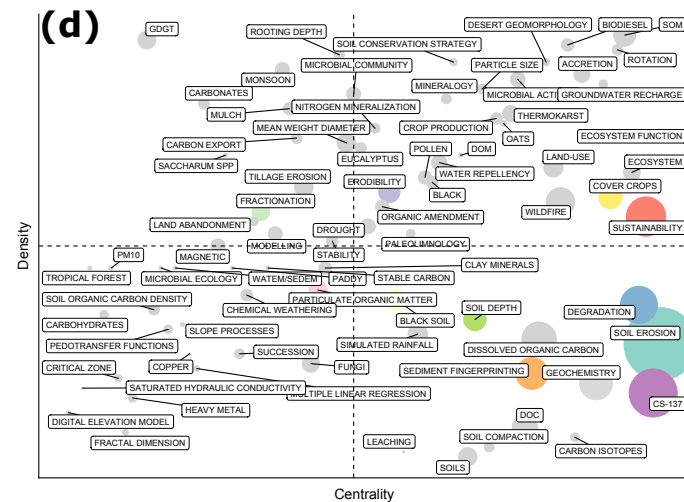 (d)
GDGT
ROOTING DEPTH
DESERT GEOMORPHOLOGY
BIODIESEL
SOM
SOIL CONSERVATION STRATEGY
MICROBIAL COMMUNITY
PARTICLE SIZE
ACCRETION
ROTATION
MONSOON
MINERALOGY
MICROBIAL ACTI
GROUNDWATER RECHARGE
CARBONATES
MULCH
NITROGEN MINERALIZATION
THERMOKARST
MEAN WEIGHT DIAMETER
CROP PRODUCTION
OATS
ECOSYSTEM FUNCTION
CARBON EXPORT
POLLEN
DOM
SACCHARUM SPP
EUCALYPTUS
LAND-USE
ECOSYSTEM
TILLAGE EROSION
ERODIBILITY
WATER REPELLENCY
BLACK
COVER CROPS
FRACTIONATION
ORGANIC AMENDMENT
WILDFIRE
LAND ABANDONMENT
DROUGHT
SUSTAINABILITY
MODELLING
PALEOLIMNOLOGY
PM10
MAGNETIC
STABILITY
CLAY MINERALS
TROPICAL FOREST
MICROBIAL ECOLOGY
WATEM/SEDEM
PADDY
STABLE CARBON
SOIL ORGANIC CARBON DENSITY
PARTICULATE ORGANIC MATTER
CHEMICAL WEATHERING
SOIL DEPTH
DEGRADATION
CARBOHYDRATES
SLOPE PROCESSES
BLACK SOIL
SOIL EROSION
PEDOTRANSFER FUNCTIONS
SIMULATED RAINFALL
DISSOLVED ORGANIC CARBON
SUCCESSION
CRITICAL ZONE
COPPER
FUNGI
SEDIMENT FINGERPRINTING
GEOCHEMISTRY
SATURATED HYDRAULIC CONDUCTIVITY
MULTIPLE LINEAR REGRESSION
CS-137
HEAVY METAL
DIGITAL ELEVATION MODEL
DOC
FRACTAL DIMENSION
LEACHING
SOIL COMPACTION
CARBON ISOTOPES
SOILS
Density
Centrality